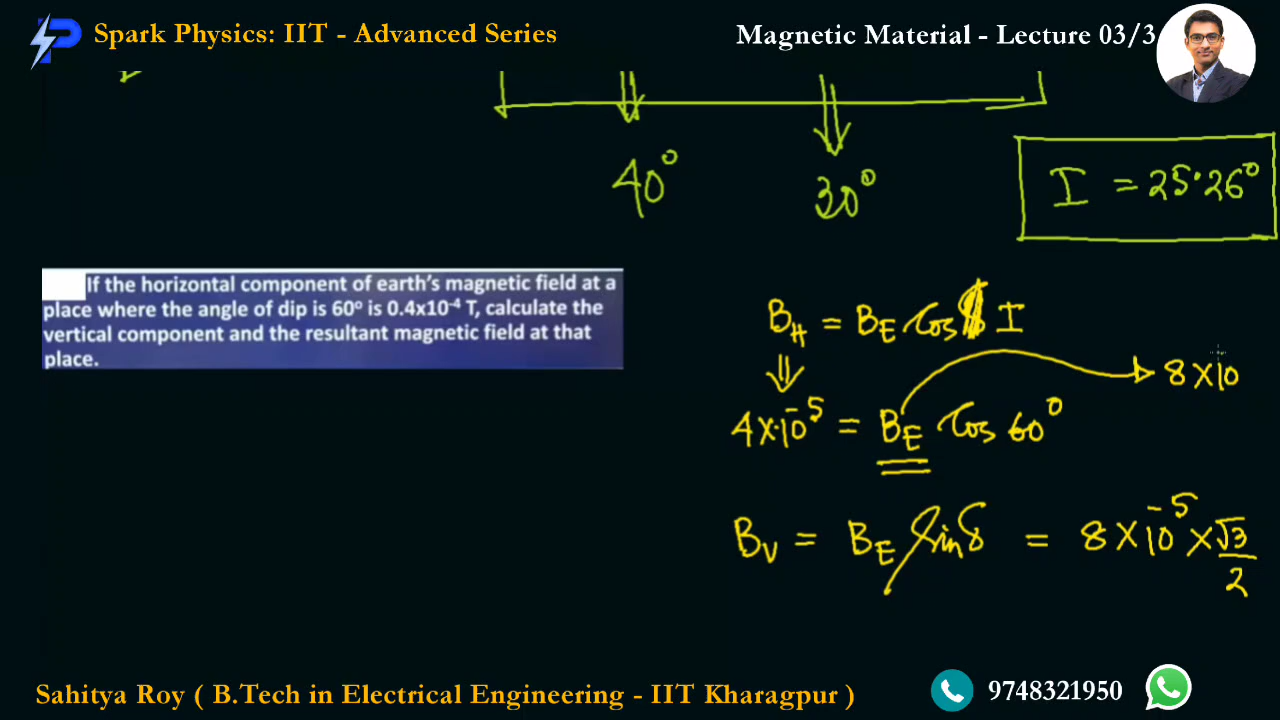 Spark Physics: IIT - Advanced Series
Magnetic Material - Lecture 03/3
40°
30°
I = 25.26°
If the horizontal component of earth's magnetic field at a
place where the angle of dip is 60° is 0.4x10⁻⁴ T, calculate the
vertical component and the resultant magnetic field at that
place.
B_H = B_E cos I
8×10
4×10⁻⁵ = B_E cos 60°
B_V = B_E sin δ = 8×10⁻⁵ × √3/2
Sahitya Roy ( B.Tech in Electrical Engineering - IIT Kharagpur )
9748321950